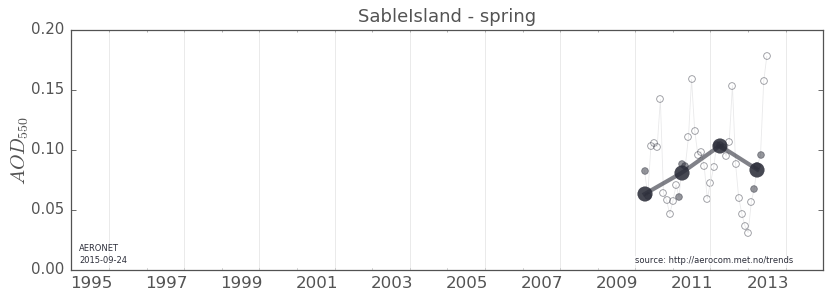 SableIsland - spring
0.20
0.15
0.10
0.05
0.00
AOD550
AERONET
2015-09-24
source: http://aerocom.met.no/trends
1995 1997 1999 2001 2003 2005 2007 2009 2011 2013